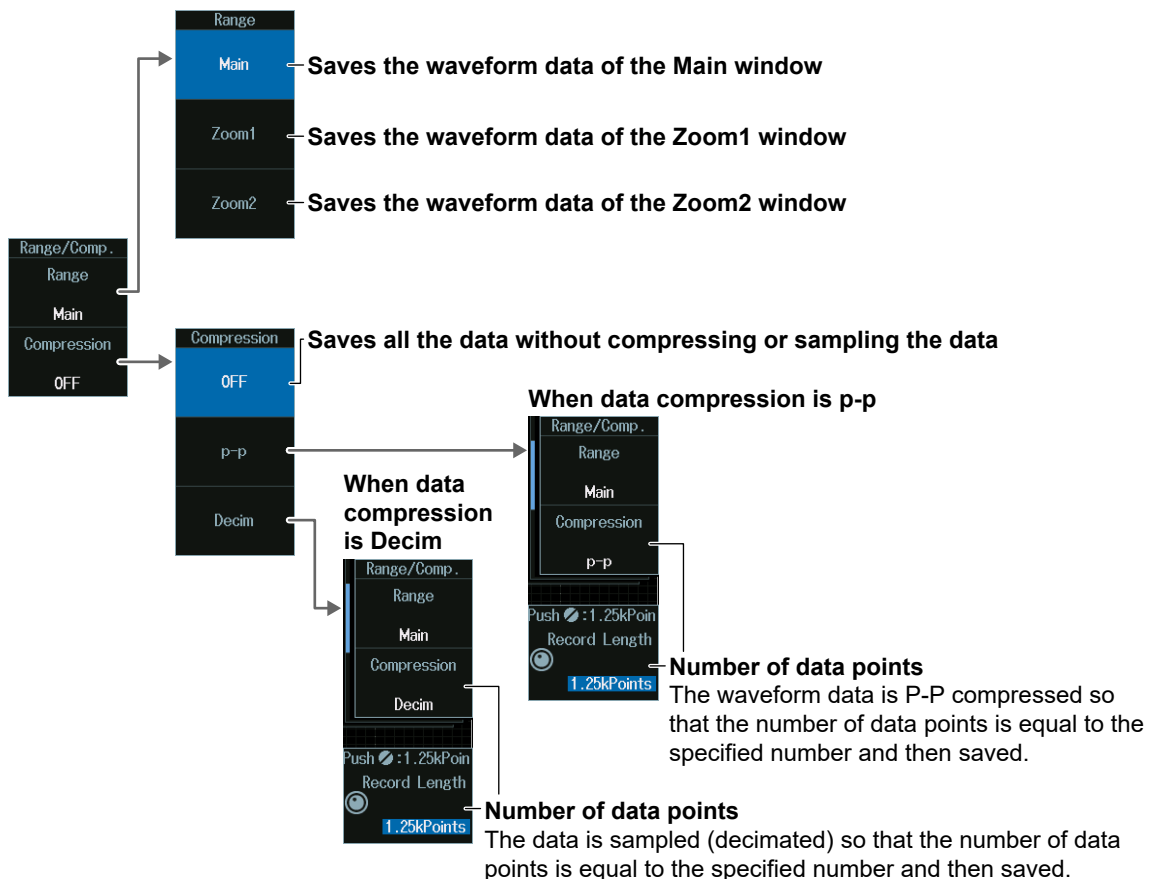 Range
Main
Saves the waveform data of the Main window
Zoom1
Saves the waveform data of the Zoom1 window
Zoom2
Saves the waveform data of the Zoom2 window
Range/Comp.
Range
Main
Compression
OFF
Compression
OFF
Saves all the data without compressing or sampling the data
p-p
Decim
When data compression is p-p
Range/Comp.
Range
Main
Compression
p-p
Push :1.25kPoin
Record Length
1.25kPoints
Number of data points
The waveform data is P-P compressed so
that the number of data points is equal to the
specified number and then saved.
When data
compression
is Decim
Range/Comp.
Range
Main
Compression
Decim
Push :1.25kPoin
Record Length
1.25kPoints
Number of data points
The data is sampled (decimated) so that the number of data
points is equal to the specified number and then saved.